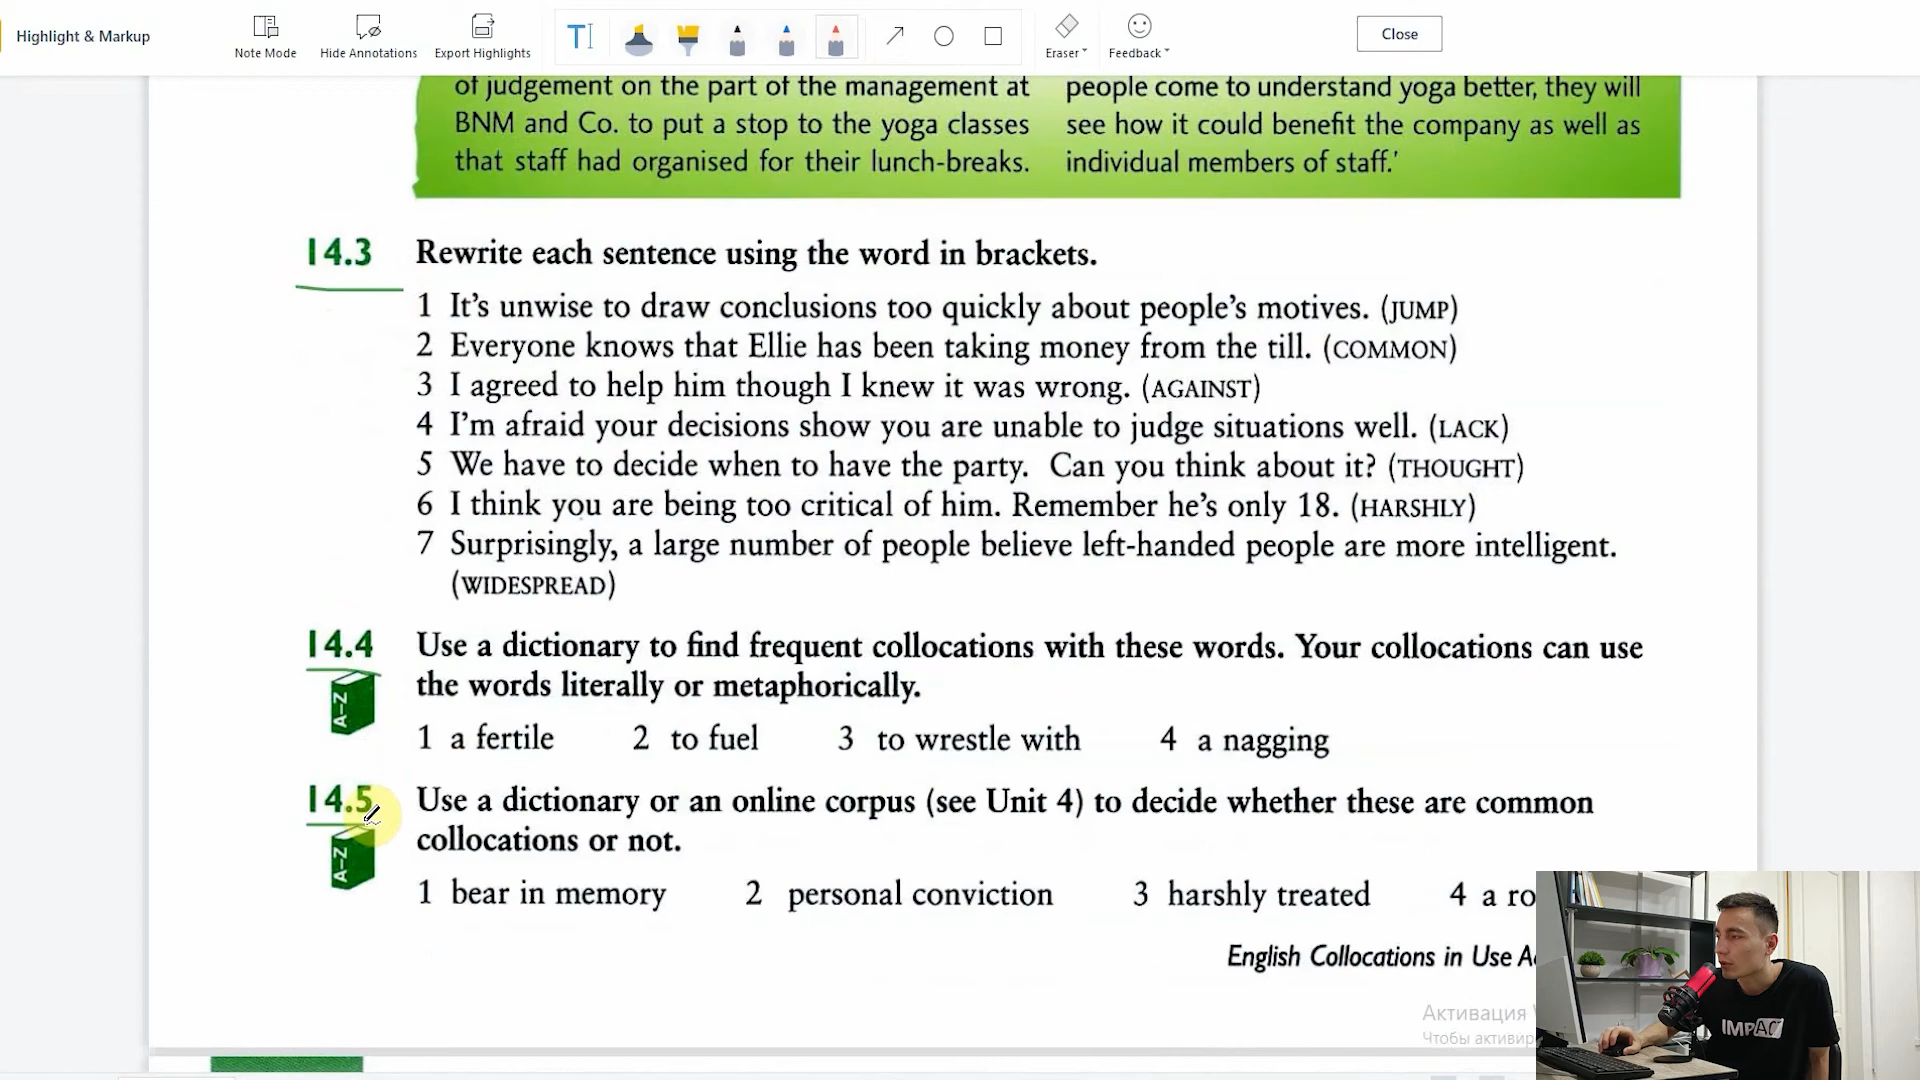 Highlight & Markup
Note Mode
Hide Annotations
Export Highlights
T
Eraser
Feedback
Close
of judgement on the part of the management at
BNM and Co. to put a stop to the yoga classes
that staff had organised for their lunch-breaks.
people come to understand yoga better, they will
see how it could benefit the company as well as
individual members of staff.'
14.3 Rewrite each sentence using the word in brackets.
1 It's unwise to draw conclusions too quickly about people's motives. (JUMP)
2 Everyone knows that Ellie has been taking money from the till. (COMMON)
3 I agreed to help him though I knew it was wrong. (AGAINST)
4 I'm afraid your decisions show you are unable to judge situations well. (LACK)
5 We have to decide when to have the party. Can you think about it? (THOUGHT)
6 I think you are being too critical of him. Remember he's only 18. (HARSHLY)
7 Surprisingly, a large number of people believe left-handed people are more intelligent.
(WIDESPREAD)
14.4 Use a dictionary to find frequent collocations with these words. Your collocations can use
the words literally or metaphorically.
A–Z
1 a fertile 2 to fuel 3 to wrestle with 4 a nagging
14.5 Use a dictionary or an online corpus (see Unit 4) to decide whether these are common
collocations or not.
A–Z
1 bear in memory 2 personal conviction 3 harshly treated 4 a ro
English Collocations in Use A
Активация
Чтобы активир
IMPACT